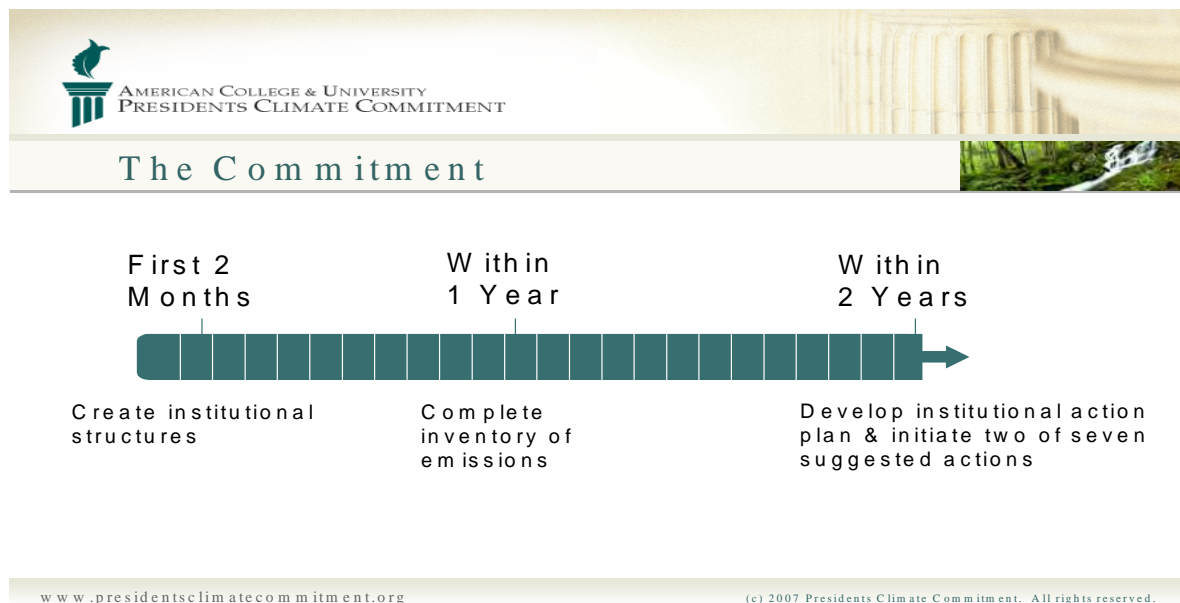 AMERICAN COLLEGE & UNIVERSITY
PRESIDENTS CLIMATE COMMITMENT
The Commitment
First 2
Months
Within
1 Year
Within
2 Years
Create institutional
structures
Complete
inventory of
emissions
Develop institutional action
plan & initiate two of seven
suggested actions
www.presidentsclimatecommitment.org
(c) 2007 Presidents Climate Commitment. All rights reserved.